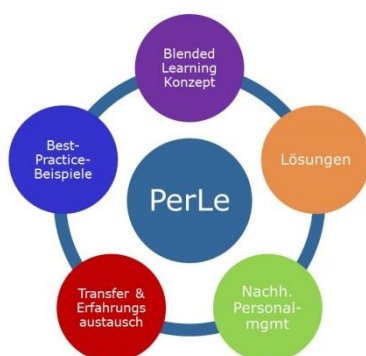 Blended
Learning
Konzept
Lösungen
Nachh.
Personal-
mgmt
Transfer &
Erfahrungs
austausch
Best-
Practice-
Beispiele
PerLe